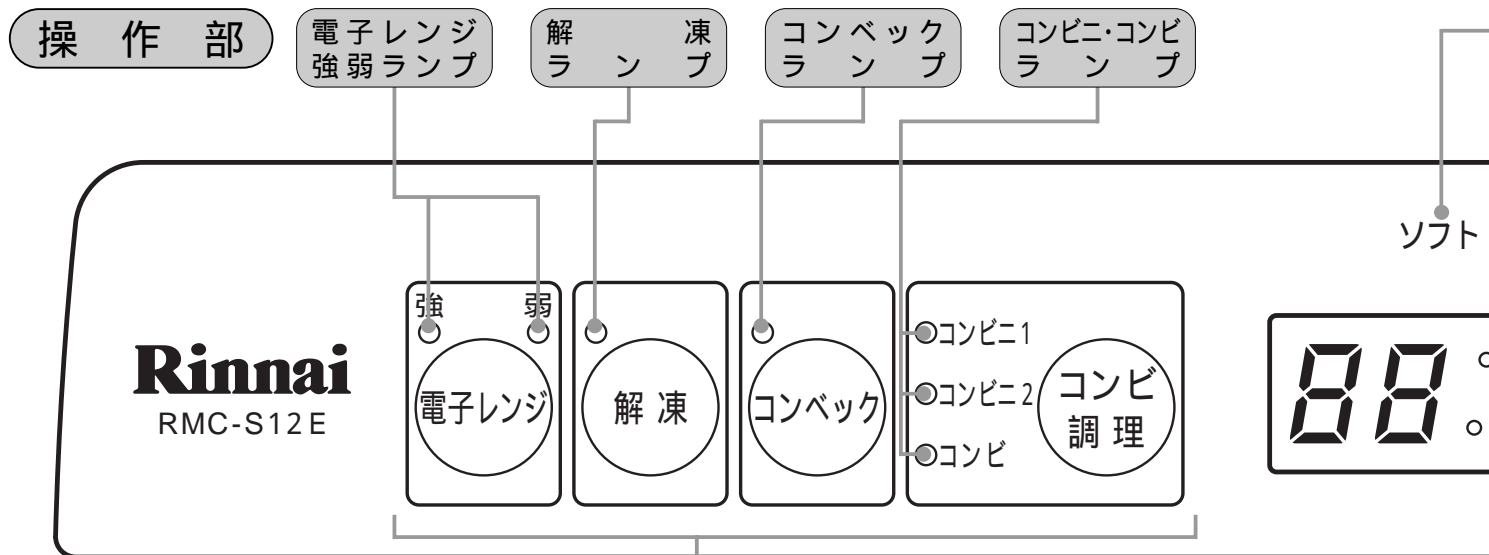 操作部
電子レンジ
強弱ランプ
解凍
ランプ
コンベック
ランプ
コンビニ・コンビ
ランプ
ソフト
強 弱
電子レンジ
解凍
コンベック
コンビニ1
コンビニ2
コンビ
コンビ
調理
Rinnai
RMC-S12E
88